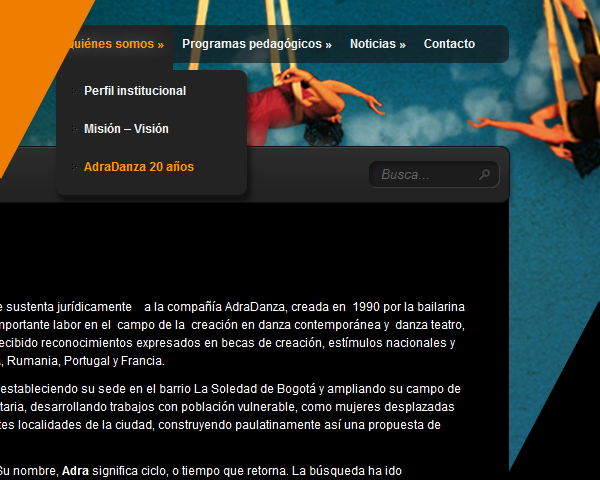 quiénes somos » Programas pedagógicos » Noticias » Contacto
Perfil institucional
Misión – Visión
AdraDanza 20 años
Busca...
sustenta jurídicamente a la compañía AdraDanza, creada en 1990 por la bailarina
importante labor en el campo de la creación en danza contemporánea y danza teatro,
recibido reconocimientos expresados en becas de creación, estímulos nacionales y
, Rumania, Portugal y Francia.
estableciendo su sede en el barrio La Soledad de Bogotá y ampliando su campo de
taria, desarrollando trabajos con población vulnerable, como mujeres desplazadas
tes localidades de la ciudad, construyendo paulatinamente así una propuesta de
Su nombre, Adra significa ciclo, o tiempo que retorna. La búsqueda ha ido